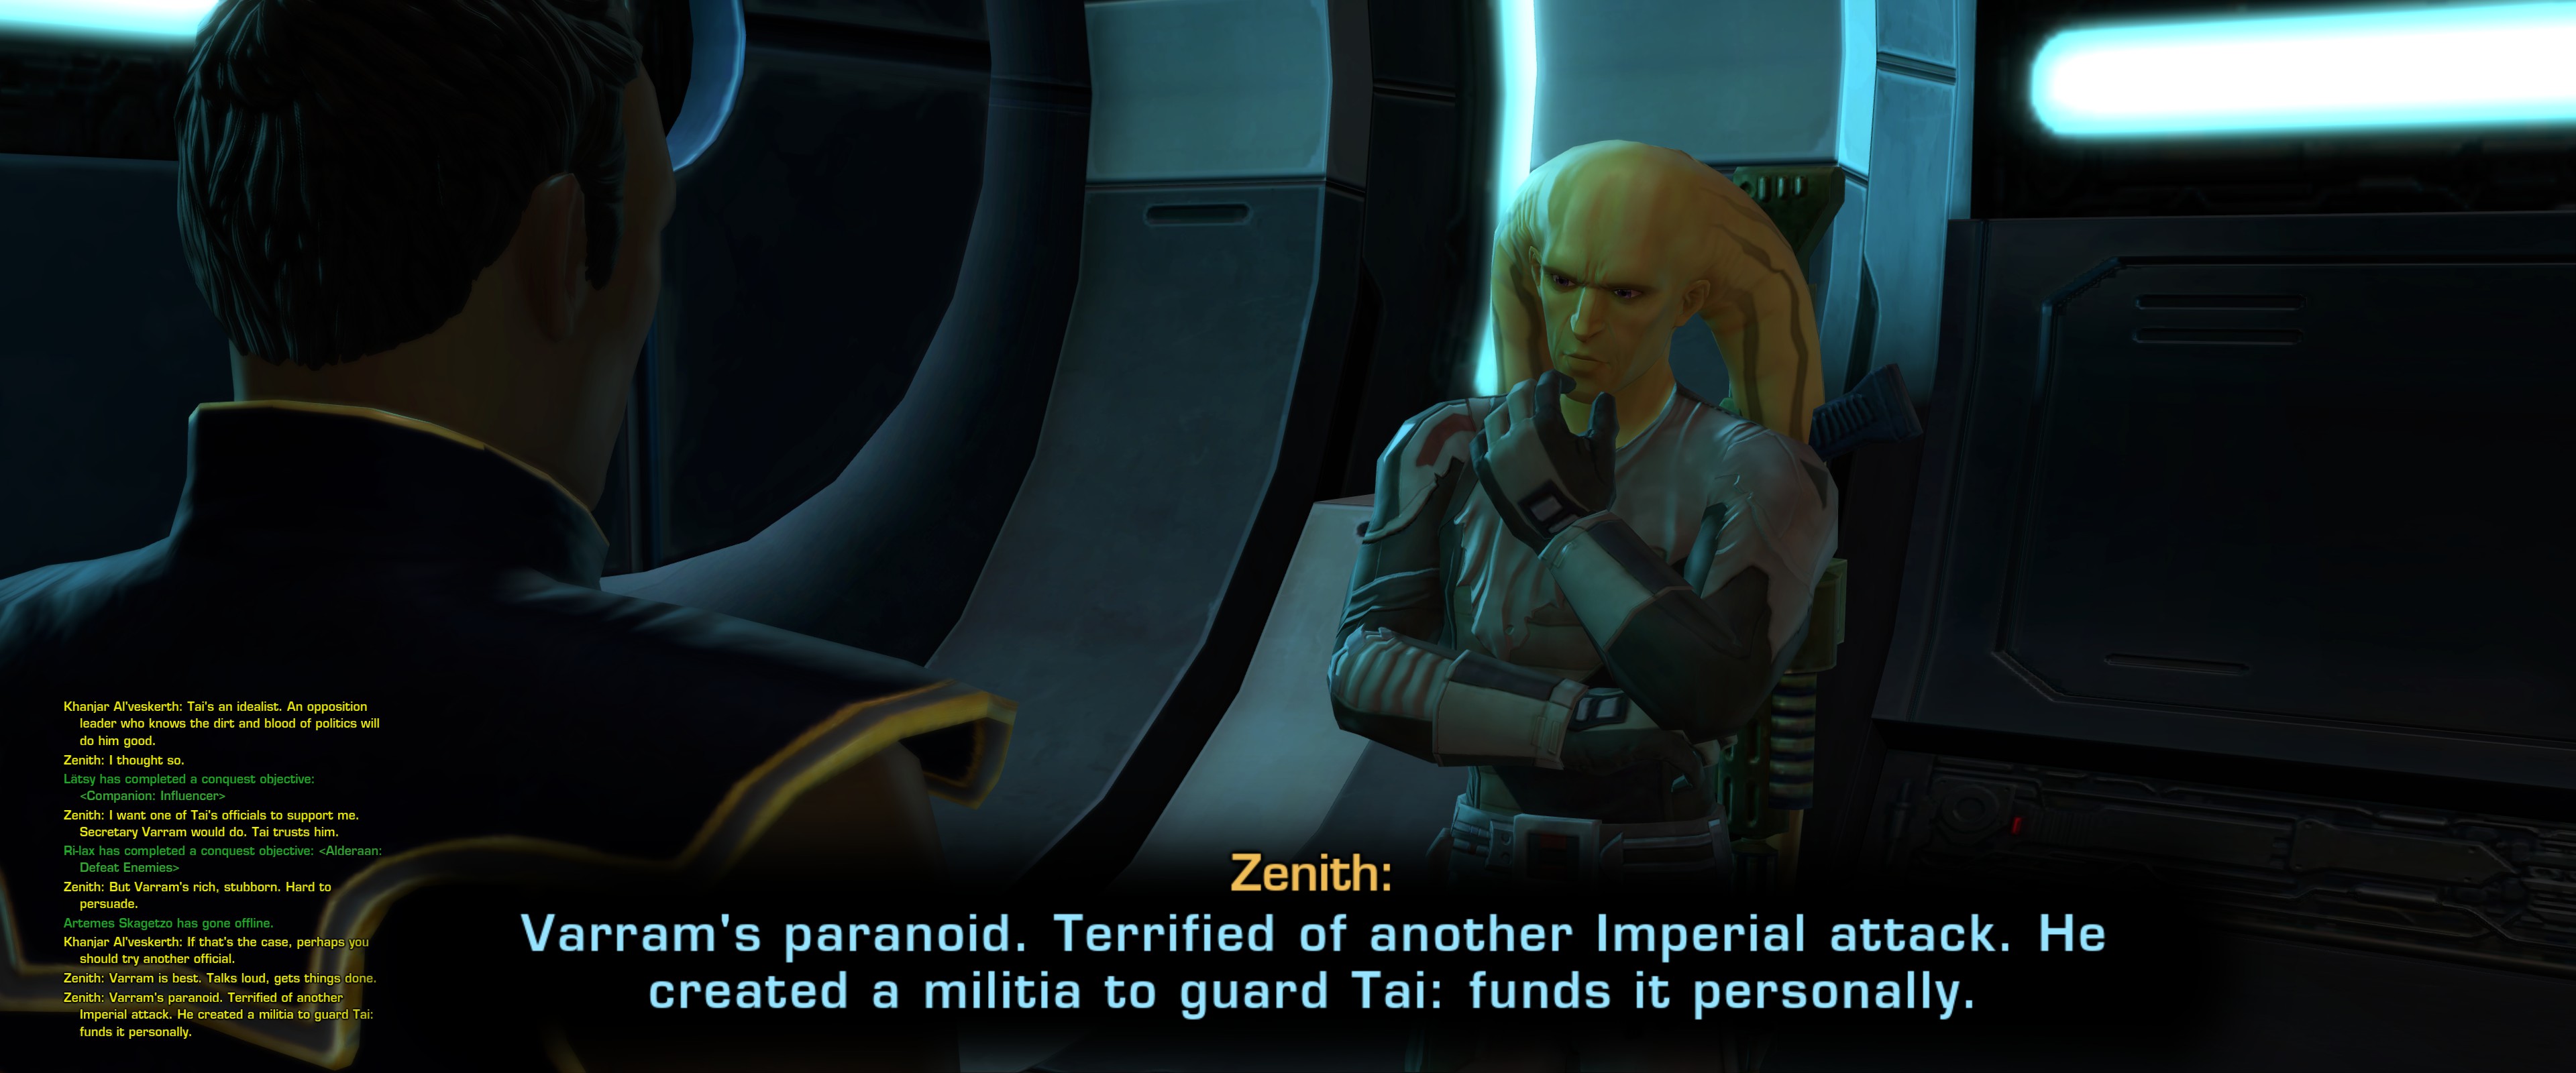 Khanjar Al'veskerth: Tai's an idealist. An opposition
leader who knows the dirt and blood of politics will
do him good.
Zenith: I thought so.
Lätsy has completed a conquest objective:
<Companion: Influencer>
Zenith: I want one of Tai's officials to support me.
Secretary Varram would do. Tai trusts him.
Ri-lax has completed a conquest objective: <Alderaan:
Defeat Enemies>
Zenith: But Varram's rich, stubborn. Hard to
persuade.
Artemes Skagetzo has gone offline.
Khanjar Al'veskerth: If that's the case, perhaps you
should try another official.
Zenith: Varram is best. Talks loud, gets things done.
Zenith: Varram's paranoid. Terrified of another
Imperial attack. He created a militia to guard Tai:
funds it personally.
Zenith:
Varram's paranoid. Terrified of another Imperial attack. He
created a militia to guard Tai: funds it personally.